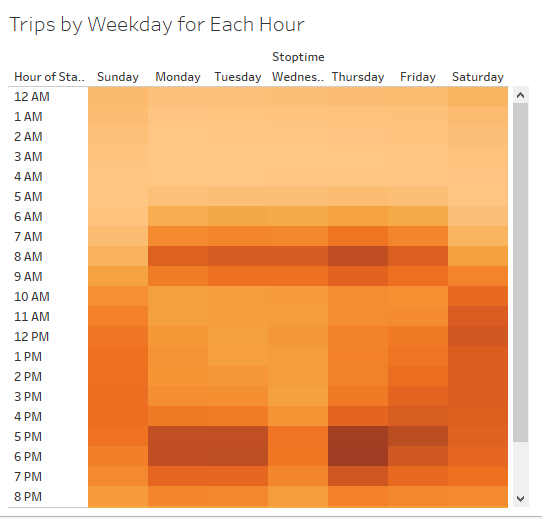 Trips by Weekday for Each Hour
Stoptime
Hour of Sta.. Sunday Monday Tuesday Wednes.. Thursday Friday Saturday
12 AM
1 AM
2 AM
3 AM
4 AM
5 AM
6 AM
7 AM
8 AM
9 AM
10 AM
11 AM
12 PM
1 PM
2 PM
3 PM
4 PM
5 PM
6 PM
7 PM
8 PM